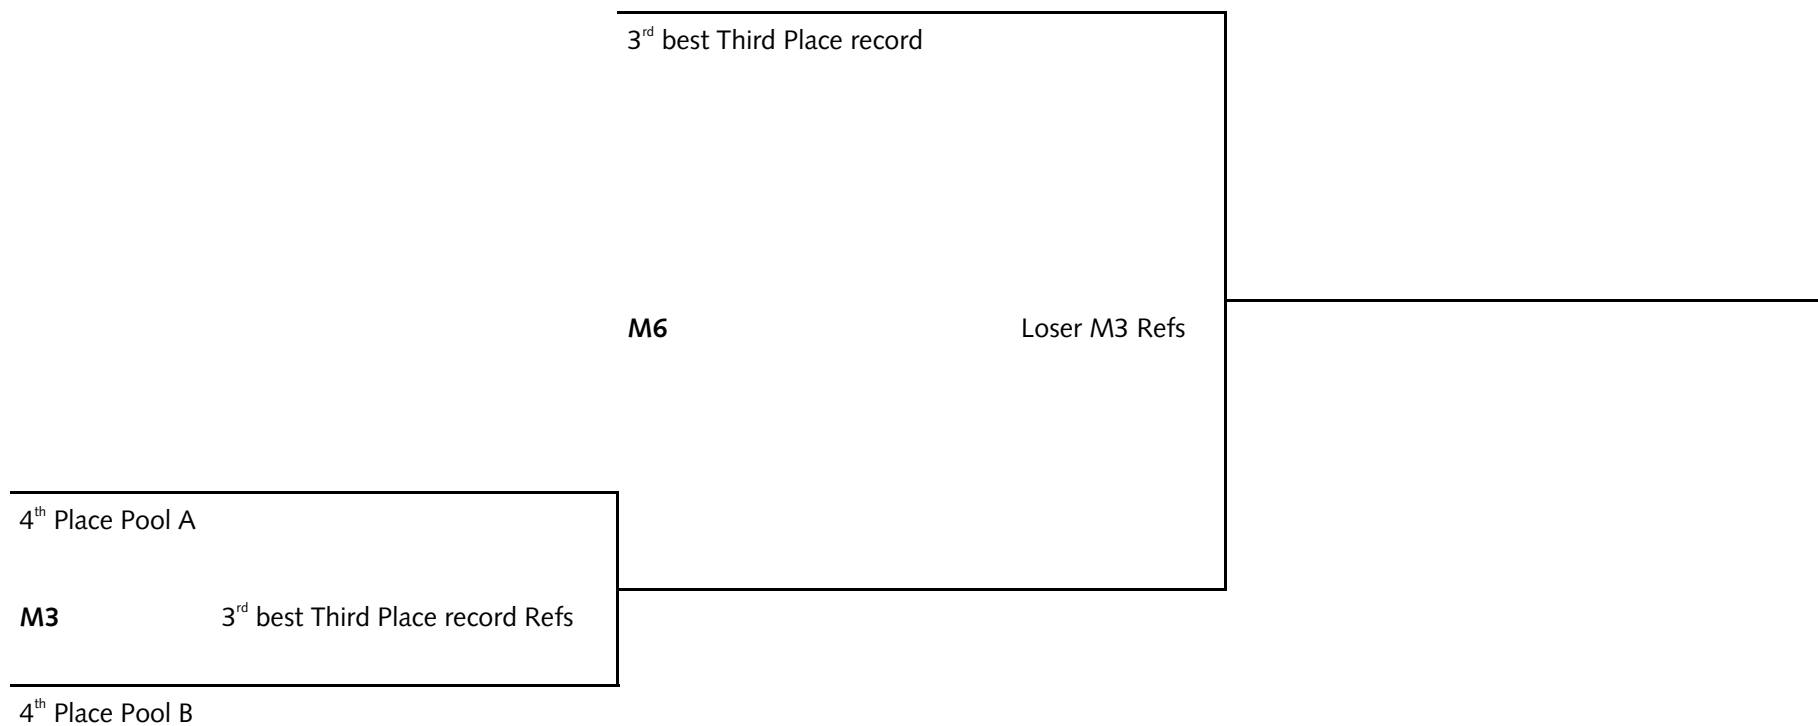 3rd best Third Place record
M6 Loser M3 Refs
4th Place Pool A
M3 3rd best Third Place record Refs
4th Place Pool B